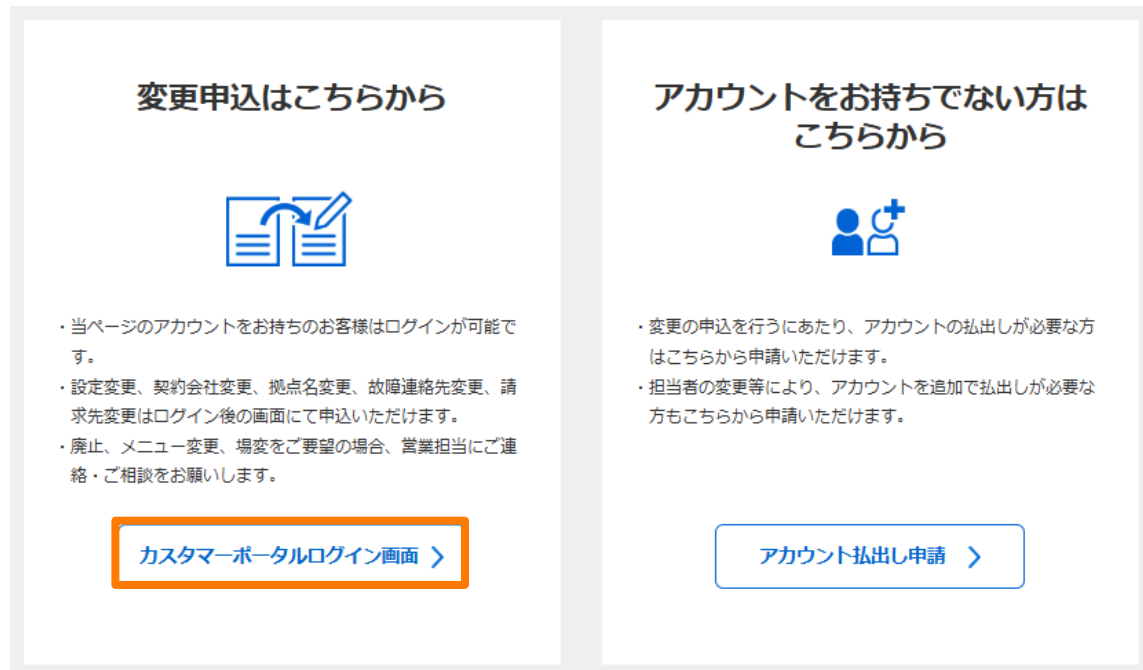 変更申込はこちらから
・当ページのアカウントをお持ちのお客様はログインが可能で
す。
・設定変更、契約会社変更、拠点名変更、故障連絡先変更、請
求先変更はログイン後の画面にて申込いただけます。
・廃止、メニュー変更、場変をご要望の場合、営業担当にご連
絡・ご相談をお願いします。
カスタマーポータルログイン画面
アカウントをお持ちでない方は
こちらから
・変更の申込を行うにあたり、アカウントの払出しが必要な方
はこちらから申請いただけます。
・担当者の変更等により、アカウントを追加で払出しが必要な
方もこちらから申請いただけます。
アカウント払出し申請